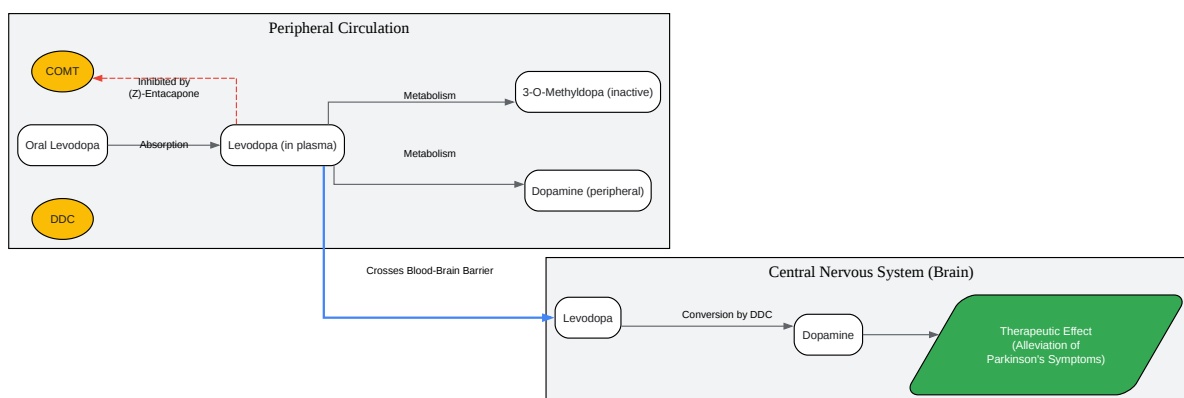 Peripheral Circulation
COMT
Inhibited by
(Z)-Entacapone
Metabolism
3-O-Methyldopa (inactive)
Oral Levodopa
Absorption
Levodopa (in plasma)
Metabolism
Dopamine (peripheral)
DDC
Crosses Blood-Brain Barrier
Central Nervous System (Brain)
Levodopa
Conversion by DDC
Dopamine
Therapeutic Effect
(Alleviation of
Parkinson's Symptoms)